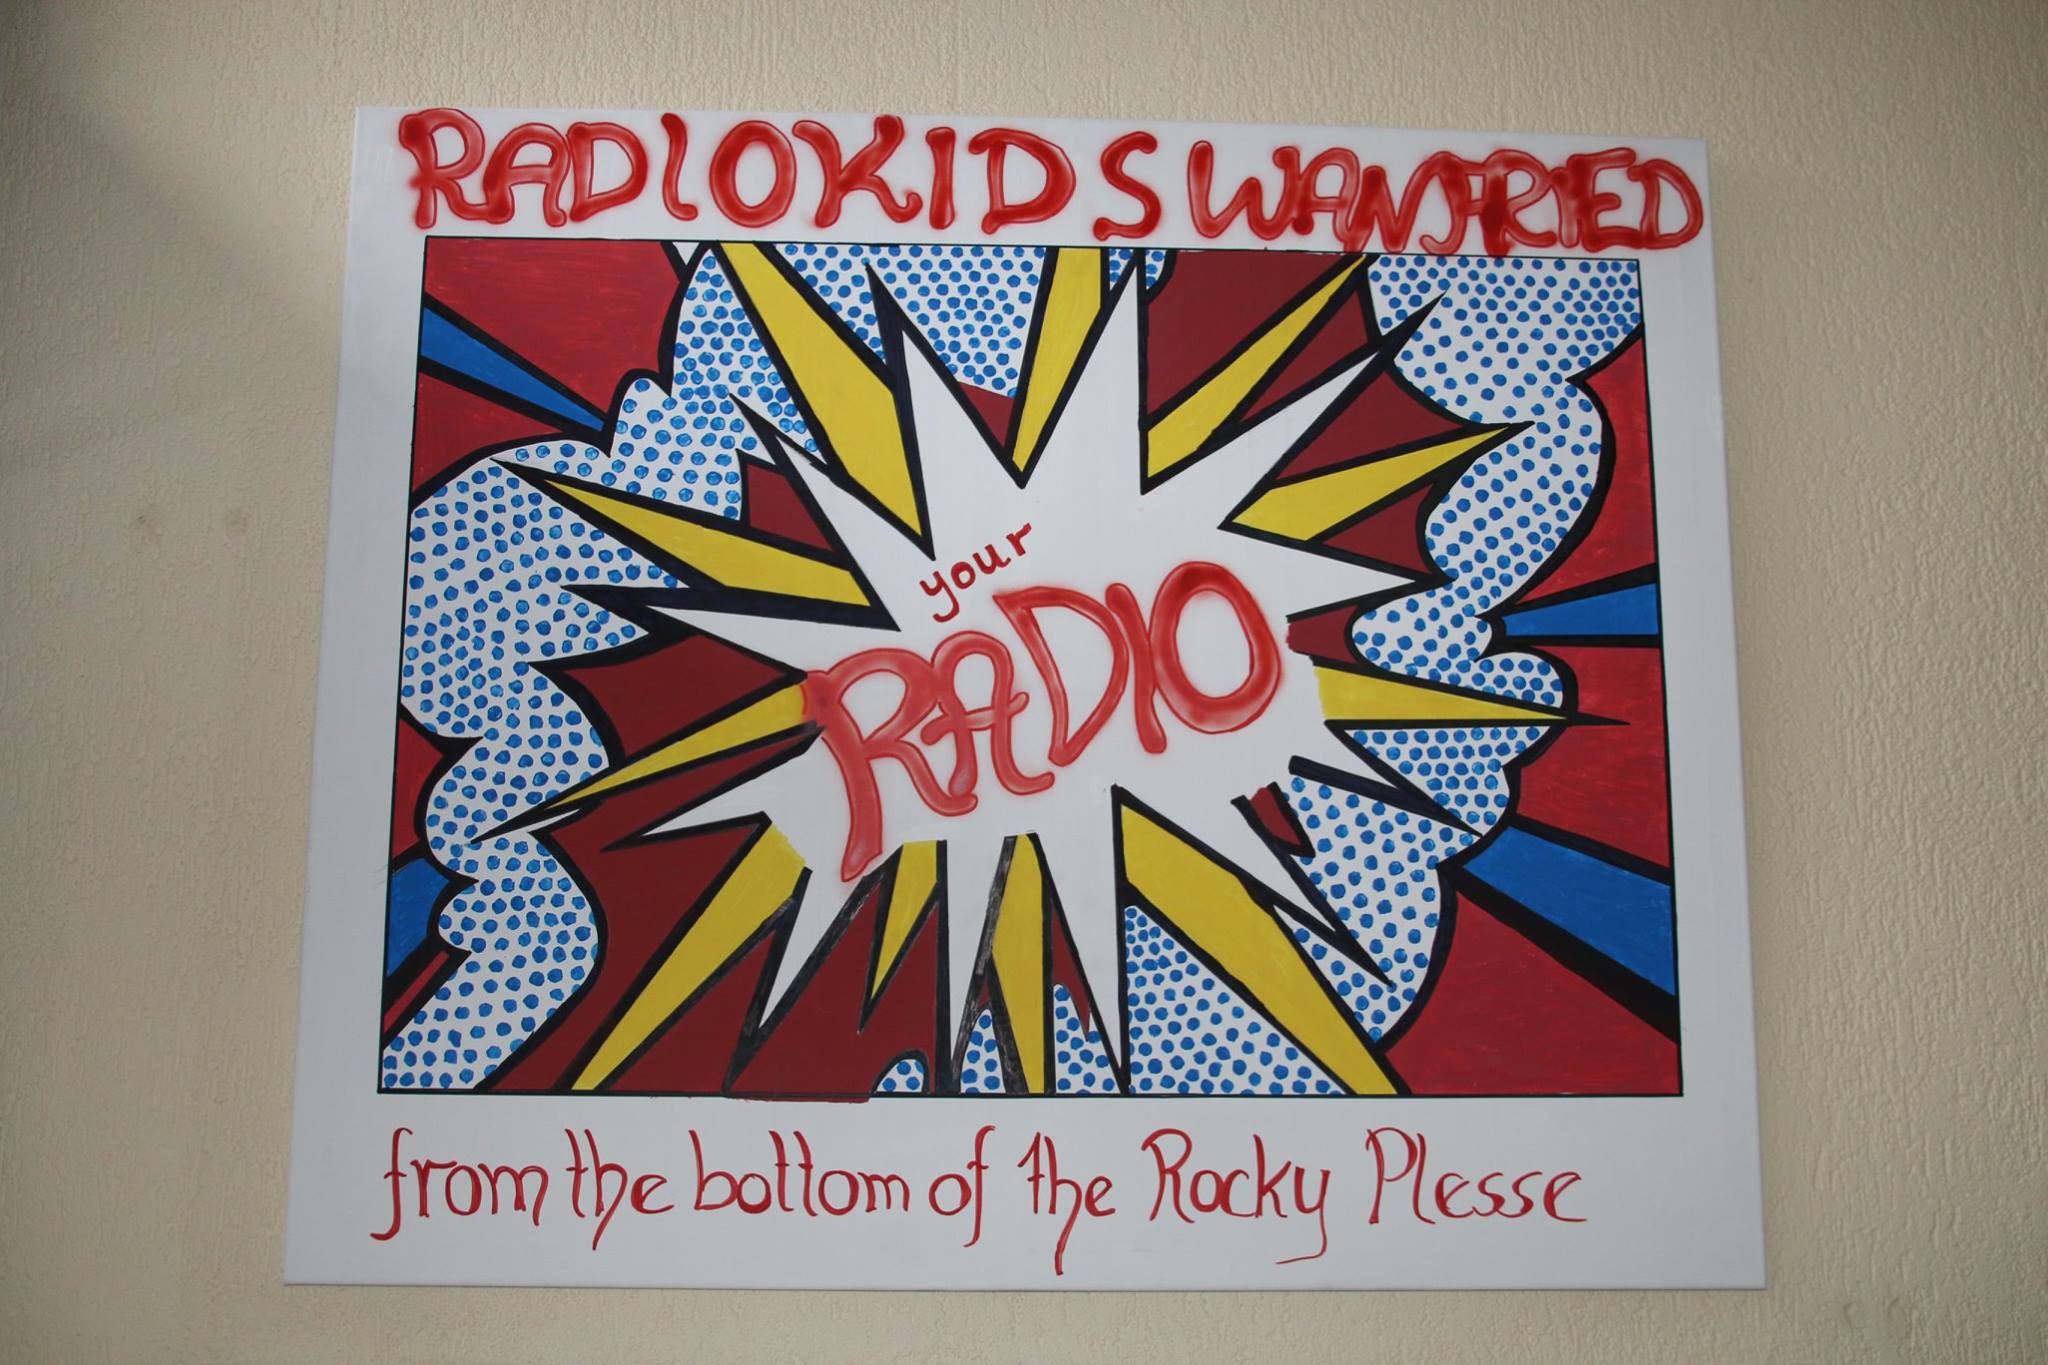 RADIOKIDS WANFRIED
your
RADIO
from the bottom of the Rocky Plesse